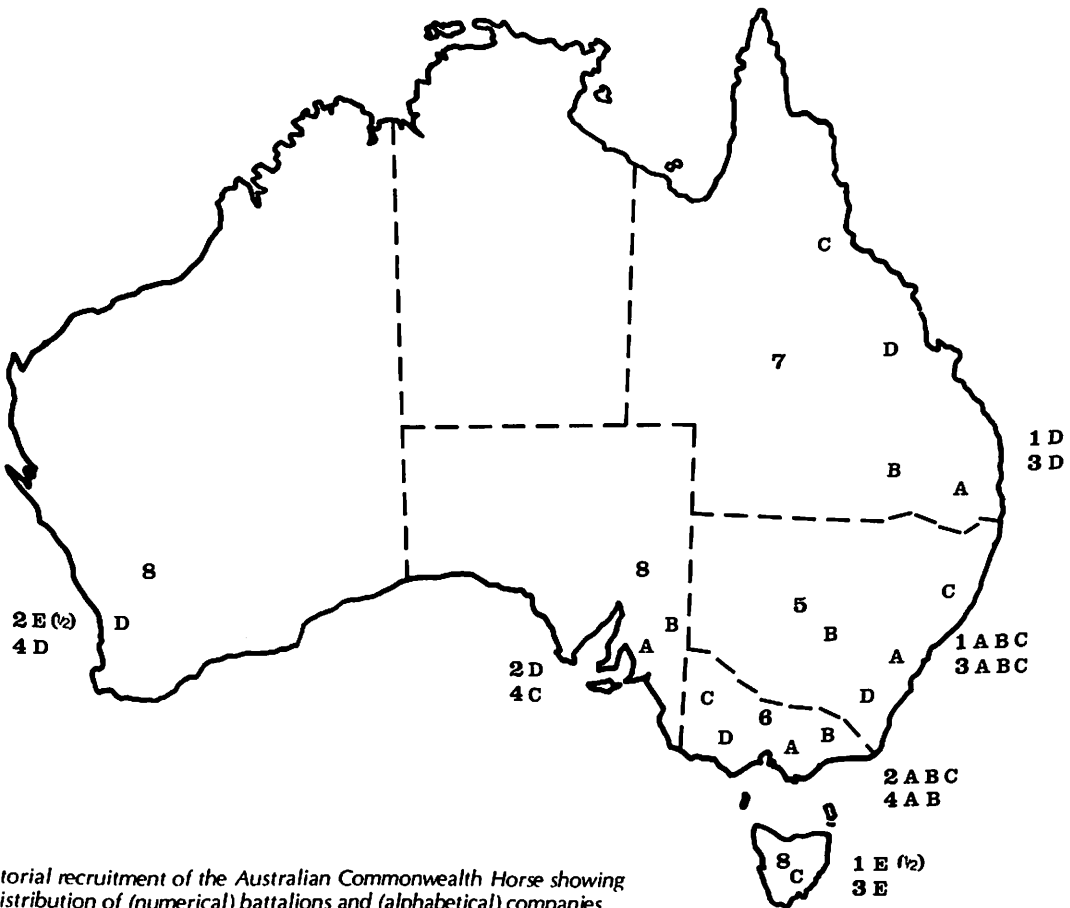 C
D
7
1 D
3 D
B
A
8
8
C
5
2 E (½)
D
B
B
1 A B C
4 D
A
A
3 A B C
2 D
4 C
C
D
6
D
B
A
2 A B C
4 A B
8
C
1 E (½)
3 E
torial recruitment of the Australian Commonwealth Horse showing
istribution of (numerical) battalions and (alphabetical) companies